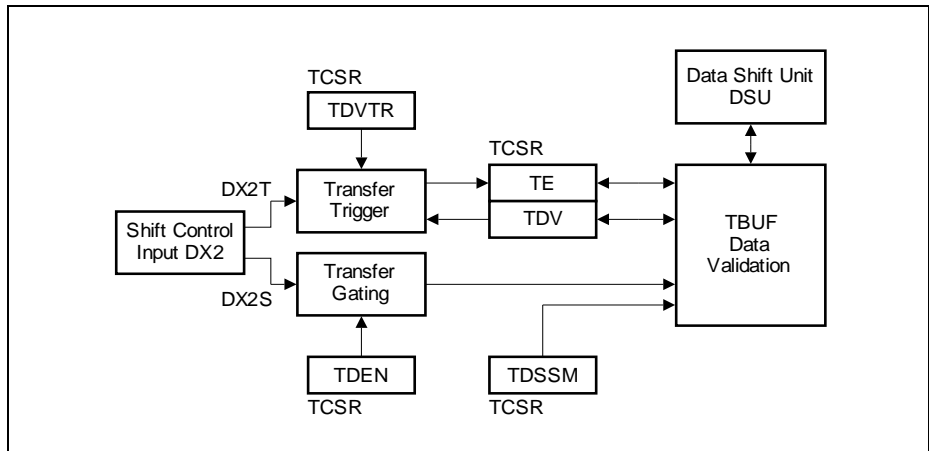 TCSR
TDVTR
Data Shift Unit
DSU
TCSR
DX2T
Transfer
Trigger
TE
TDV
Shift Control
Input DX2
TBUF
Data
Validation
DX2S
Transfer
Gating
TDEN
TCSR
TDSSM
TCSR